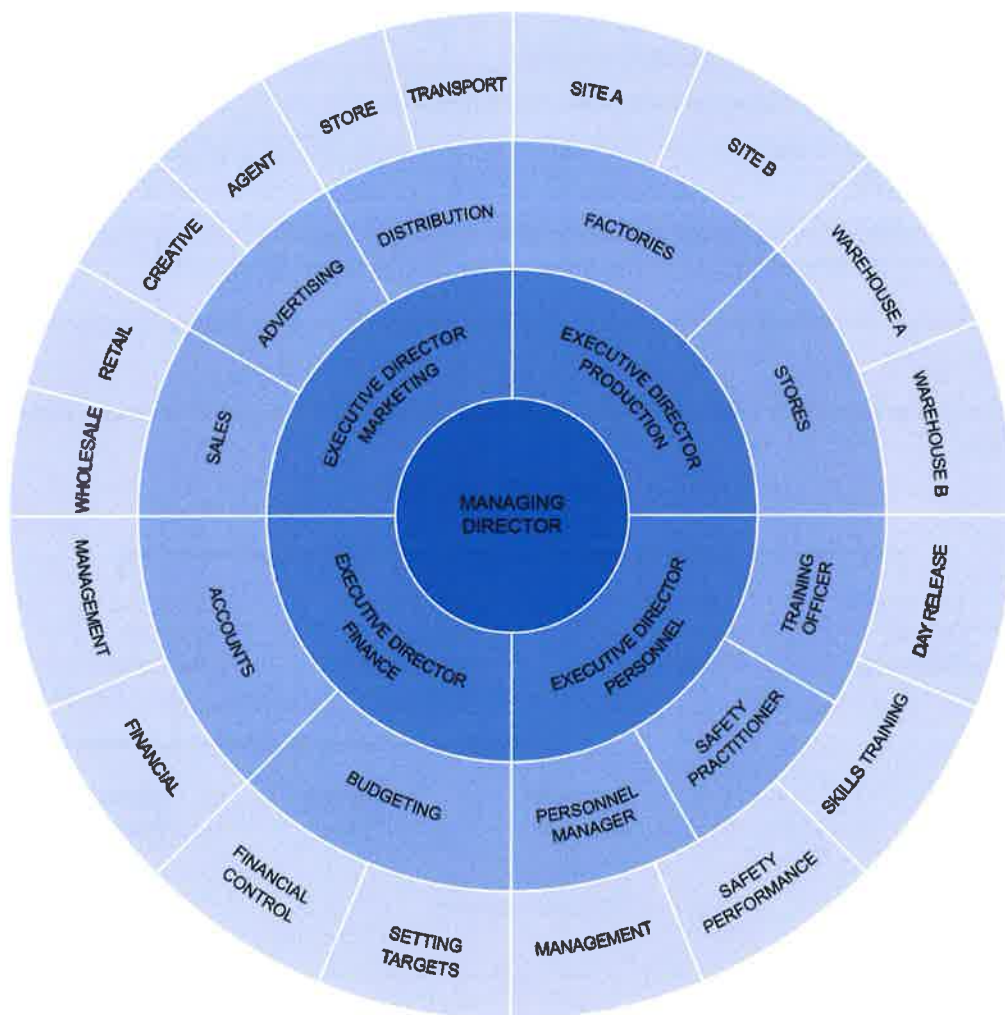 MANAGING
DIRECTOR
EXECUTIVE DIRECTOR
MARKETING
EXECUTIVE DIRECTOR
PRODUCTION
EXECUTIVE DIRECTOR
PERSONNEL
EXECUTIVE DIRECTOR
FINANCE
SALES
ADVERTISING
DISTRIBUTION
FACTORIES
STORES
TRAINING
OFFICER
SAFETY
PRACTITIONER
PERSONNEL
MANAGER
BUDGETING
ACCOUNTS
WHOLESALE
RETAIL
CREATIVE
AGENT
STORE
TRANSPORT
SITE A
SITE B
WAREHOUSE A
WAREHOUSE B
DAY RELEASE
SKILLS TRAINING
SAFETY
PERFORMANCE
MANAGEMENT
SETTING
TARGETS
FINANCIAL
CONTROL
FINANCIAL
MANAGEMENT